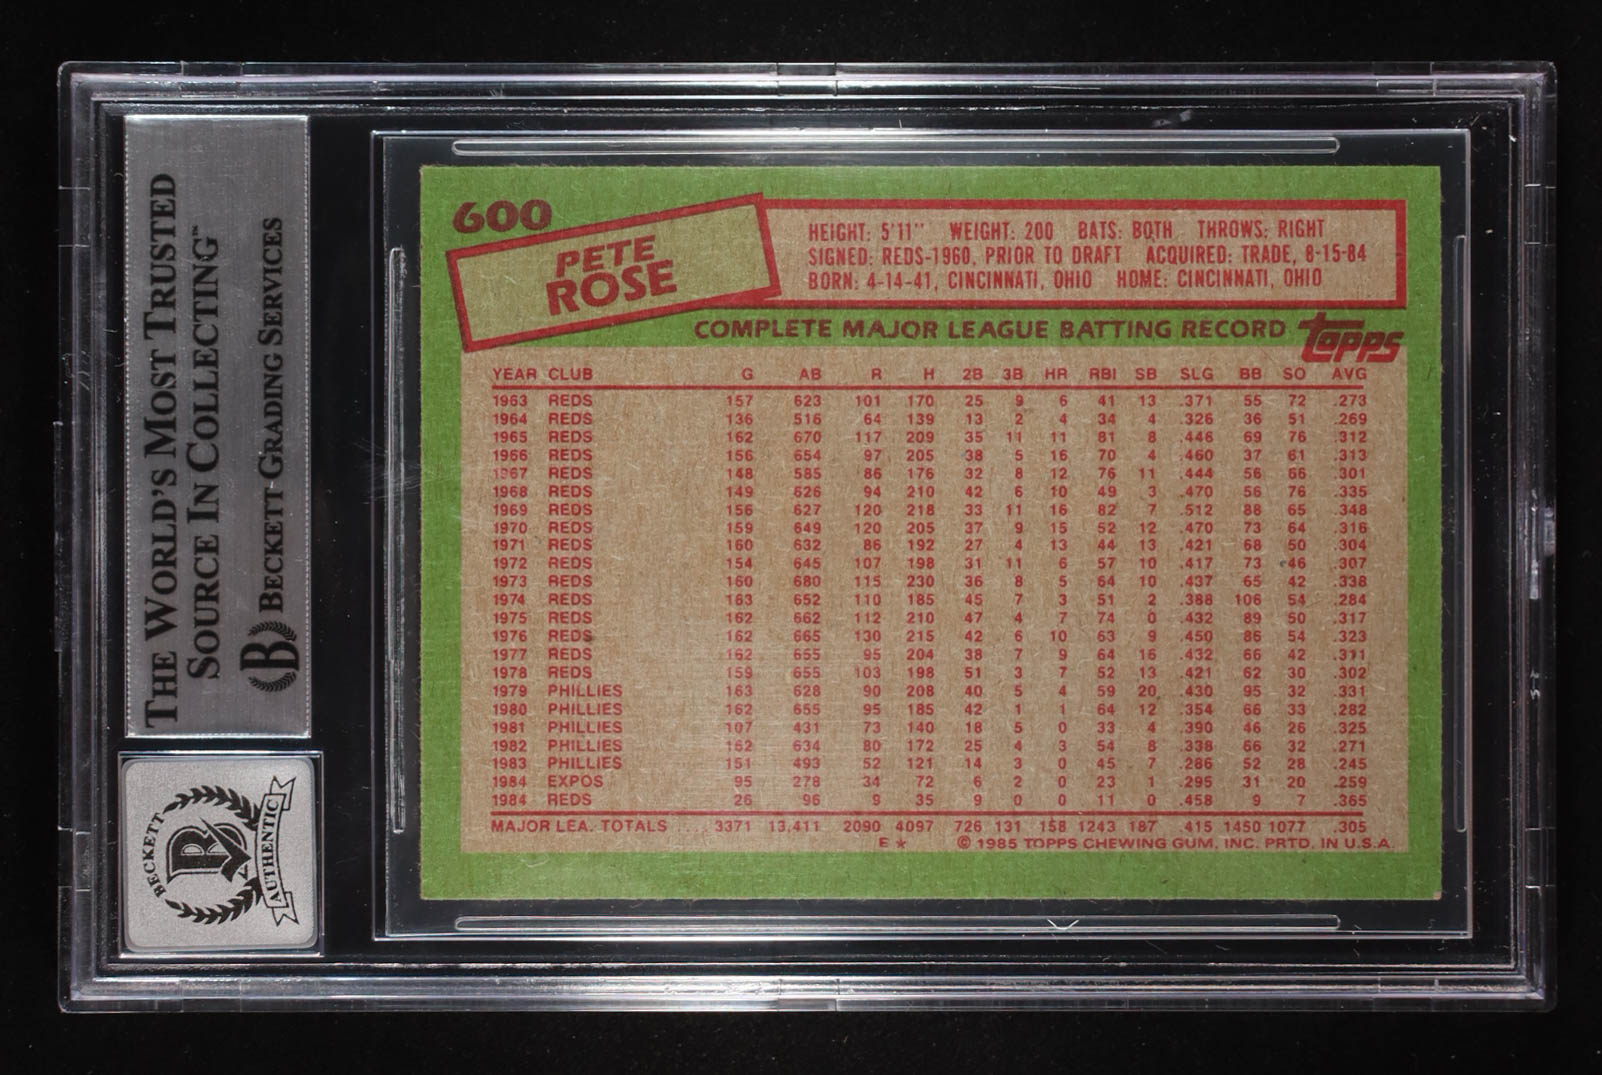 THE WORLD'S MOST TRUSTED
SOURCE IN COLLECTING™
BECKETT GRADING SERVICES
B
BECKETT
B
AUTHENTIC
600
PETE
ROSE
HEIGHT: 5'11" WEIGHT: 200 BATS: BOTH THROWS: RIGHT
SIGNED: REDS-1960, PRIOR TO DRAFT ACQUIRED: TRADE, 8-15-84
BORN: 4-14-41, CINCINNATI, OHIO HOME: CINCINNATI, OHIO
COMPLETE MAJOR LEAGUE BATTING RECORD topps
YEAR CLUB G AB R H 2B 3B HR RBI SB SLG BB SO AVG
1963 REDS 157 623 101 170 25 9 6 41 13 .371 55 72 .273
1964 REDS 136 516 64 139 13 2 4 34 4 .326 36 51 .269
1965 REDS 162 670 117 209 35 11 11 81 8 .446 69 76 .312
1966 REDS 156 654 97 205 38 5 16 70 4 .460 37 61 .313
1967 REDS 148 585 86 176 32 8 12 76 11 .444 56 66 .301
1968 REDS 149 626 94 210 42 6 10 49 3 .470 56 76 .335
1969 REDS 156 627 120 218 33 11 16 82 7 .512 88 65 .348
1970 REDS 159 649 120 205 37 9 15 52 12 .470 73 64 .316
1971 REDS 160 632 86 192 27 4 13 44 13 .421 68 50 .304
1972 REDS 154 645 107 198 31 11 6 57 10 .417 73 46 .307
1973 REDS 160 680 115 230 36 8 5 64 10 .437 65 42 .338
1974 REDS 163 652 110 185 45 7 3 51 2 .388 106 54 .284
1975 REDS 162 662 112 210 47 4 7 74 0 .432 89 50 .317
1976 REDS 162 665 130 215 42 6 10 63 9 .450 86 54 .323
1977 REDS 162 655 95 204 38 7 9 64 16 .432 66 42 .311
1978 REDS 159 655 103 198 51 3 7 52 13 .421 62 30 .302
1979 PHILLIES 163 628 90 208 40 5 4 59 20 .430 95 32 .331
1980 PHILLIES 162 655 95 185 42 1 1 64 12 .354 66 33 .282
1981 PHILLIES 107 431 73 140 18 5 0 33 4 .390 46 26 .325
1982 PHILLIES 162 634 80 172 25 4 3 54 8 .338 66 32 .271
1983 PHILLIES 151 493 52 121 14 3 0 45 7 .286 52 28 .245
1984 EXPOS 95 278 34 72 6 2 0 23 1 .295 31 20 .259
1984 REDS 26 96 9 35 9 0 0 11 0 .458 9 7 .365
MAJOR LEA. TOTALS .... 3371 13,411 2090 4097 726 131 158 1243 187 .415 1450 1077 .305
E ★ © 1985 TOPPS CHEWING GUM, INC. PRTD. IN U.S.A.